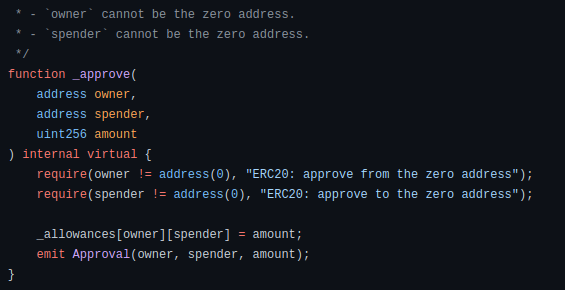 * - `owner` cannot be the zero address.
* - `spender` cannot be the zero address.
*/
function _approve(
address owner,
address spender,
uint256 amount
) internal virtual {
require(owner != address(0), "ERC20: approve from the zero address");
require(spender != address(0), "ERC20: approve to the zero address");
_allowances[owner][spender] = amount;
emit Approval(owner, spender, amount);
}